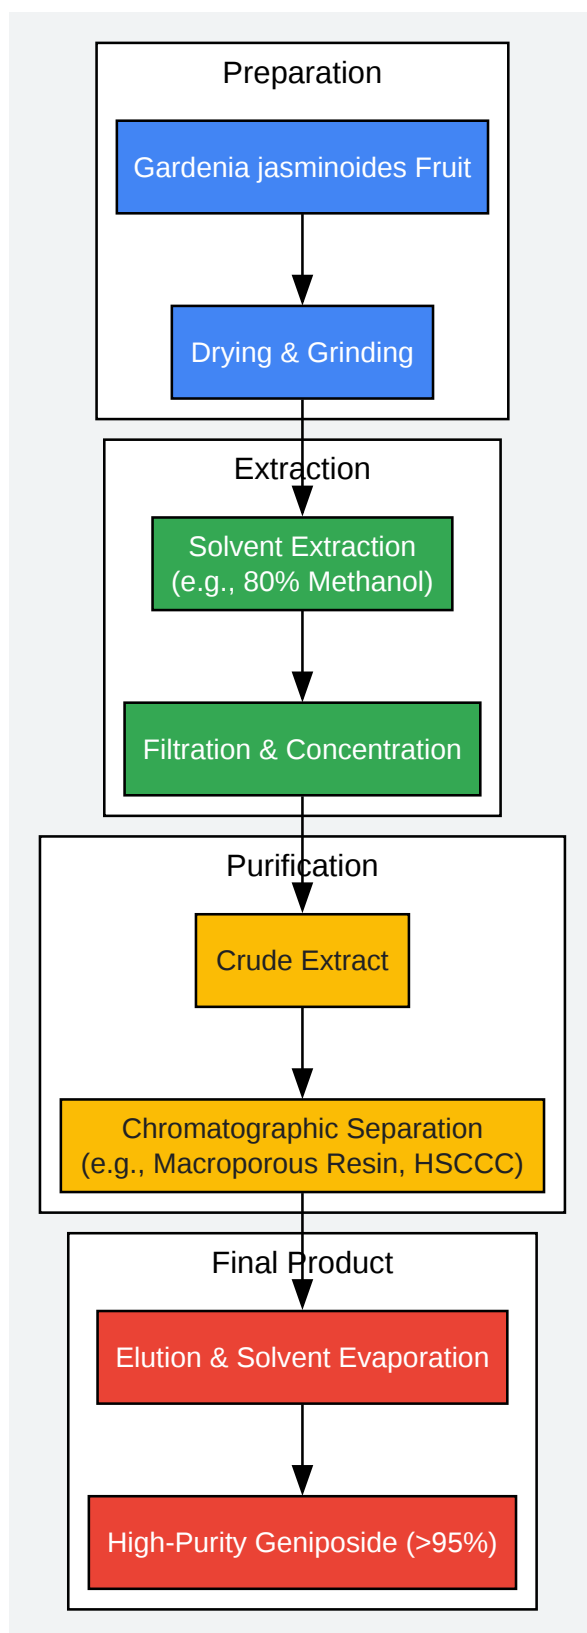 Preparation
Gardenia jasminoides Fruit
Drying & Grinding
Extraction
Solvent Extraction
(e.g., 80% Methanol)
Filtration & Concentration
Purification
Crude Extract
Chromatographic Separation
(e.g., Macroporous Resin, HSCCC)
Final Product
Elution & Solvent Evaporation
High-Purity Geniposide (>95%)